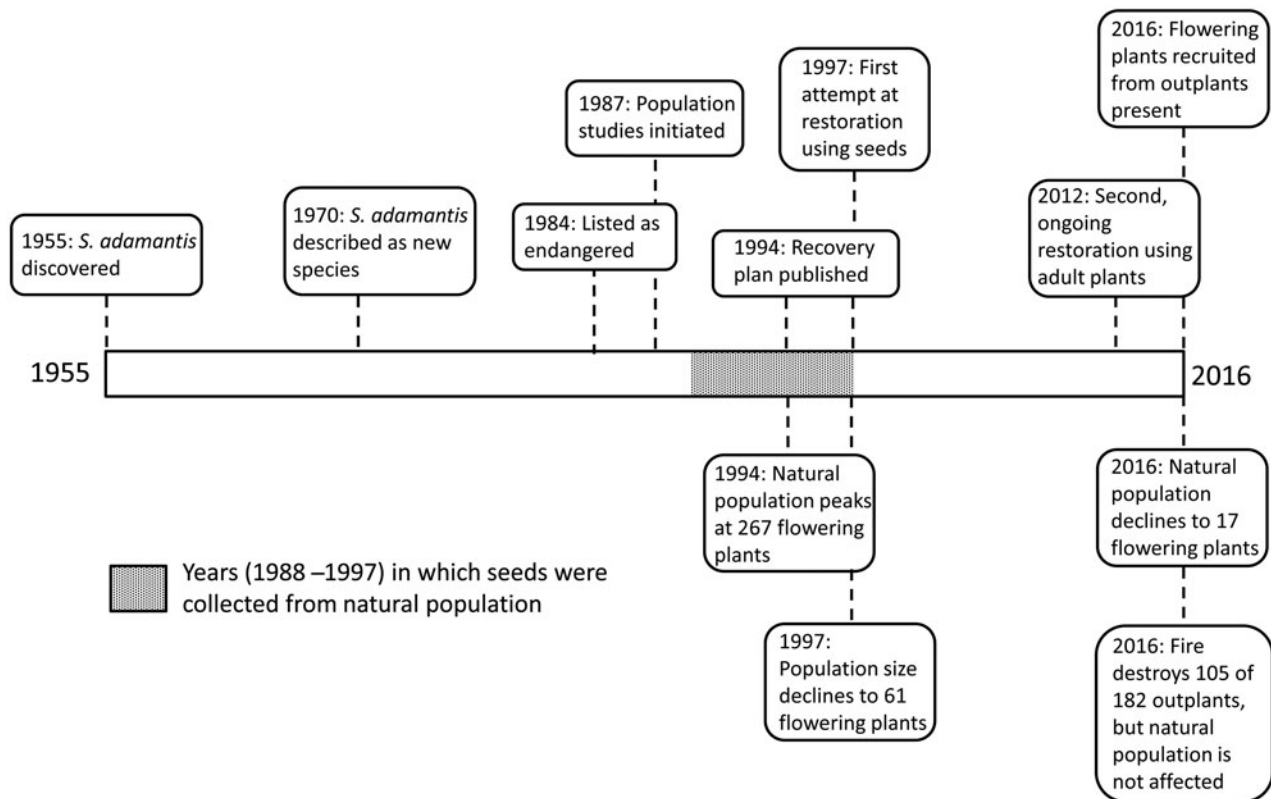 1955: S. adamantis
discovered
1970: S. adamantis
described as new
species
1984: Listed as
endangered
1987: Population
studies initiated
1994: Recovery
plan published
1997: First
attempt at
restoration
using seeds
2012: Second,
ongoing
restoration using
adult plants
2016: Flowering
plants recruited
from outplants
present
1955
2016
1994: Natural
population peaks
at 267 flowering
plants
1997:
Population size
declines to 61
flowering plants
2016: Natural
population
declines to 17
flowering plants
2016: Fire
destroys 105 of
182 outplants,
but natural
population is
not affected
Years (1988 –1997) in which seeds were
collected from natural population